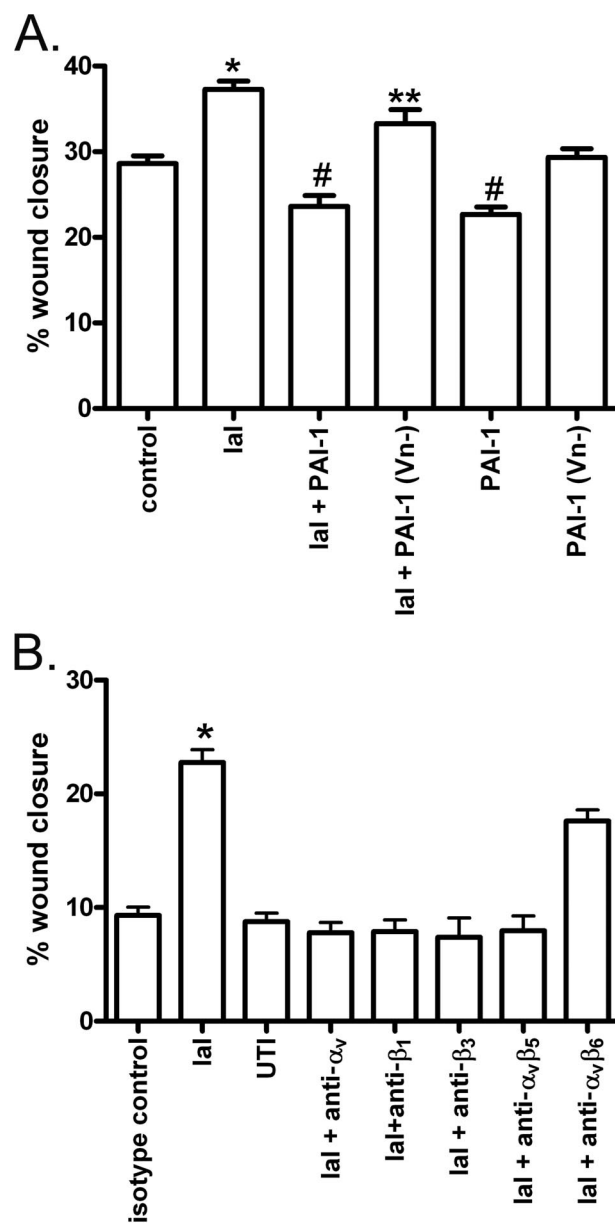 A.
% wound closure
40
30
20
10
0
*
#
**
#
control
IaI
IaI + PAI-1
IaI + PAI-1 (Vn-)
PAI-1
PAI-1 (Vn-)
B.
% wound closure
30
20
10
0
*
isotype control
IaI
UTI
IaI + anti-αv
IaI+anti-β1
IaI + anti-β3
IaI + anti-αvβ5
IaI + anti-αvβ6